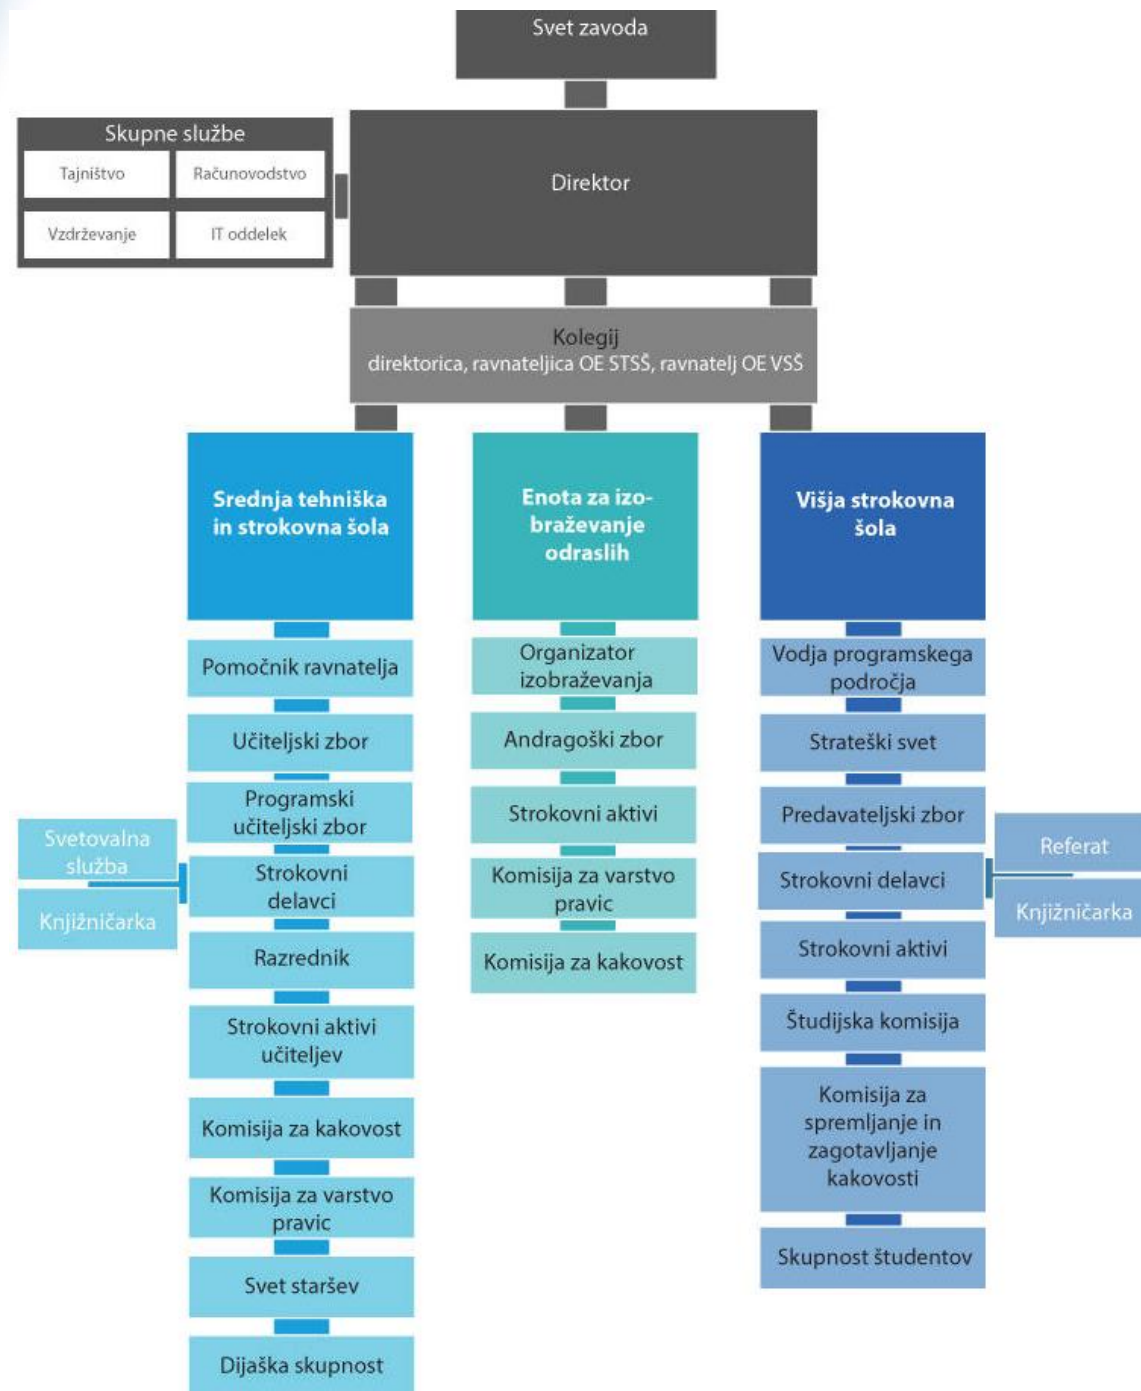 Svet zavoda
Skupne službe
Tajništvo
Računovodstvo
Vzdrževanje
IT oddelek
Direktor
Kolegij
direktorica, ravnateljica OE STSŠ, ravnatelj OE VSŠ
Srednja tehniška
in strokovna šola
Pomočnik ravnatelja
Učiteljski zbor
Programski
učiteljski zbor
Svetovalna
služba
Knjižničarka
Strokovni
delavci
Razrednik
Strokovni aktivi
učiteljev
Komisija za kakovost
Komisija za varstvo
pravic
Svet staršev
Dijaška skupnost
Enota za izo-
braževanje
odraslih
Organizator
izobraževanja
Andragoški zbor
Strokovni aktivi
Komisija za varstvo
pravic
Komisija za kakovost
Višja strokovna
šola
Vodja programskega
področja
Strateški svet
Predavateljski zbor
Strokovni delavci
Referat
Knjižničarka
Strokovni aktivi
Študijska komisija
Komisija za
spremljanje in
zagotavljanje
kakovosti
Skupnost študentov